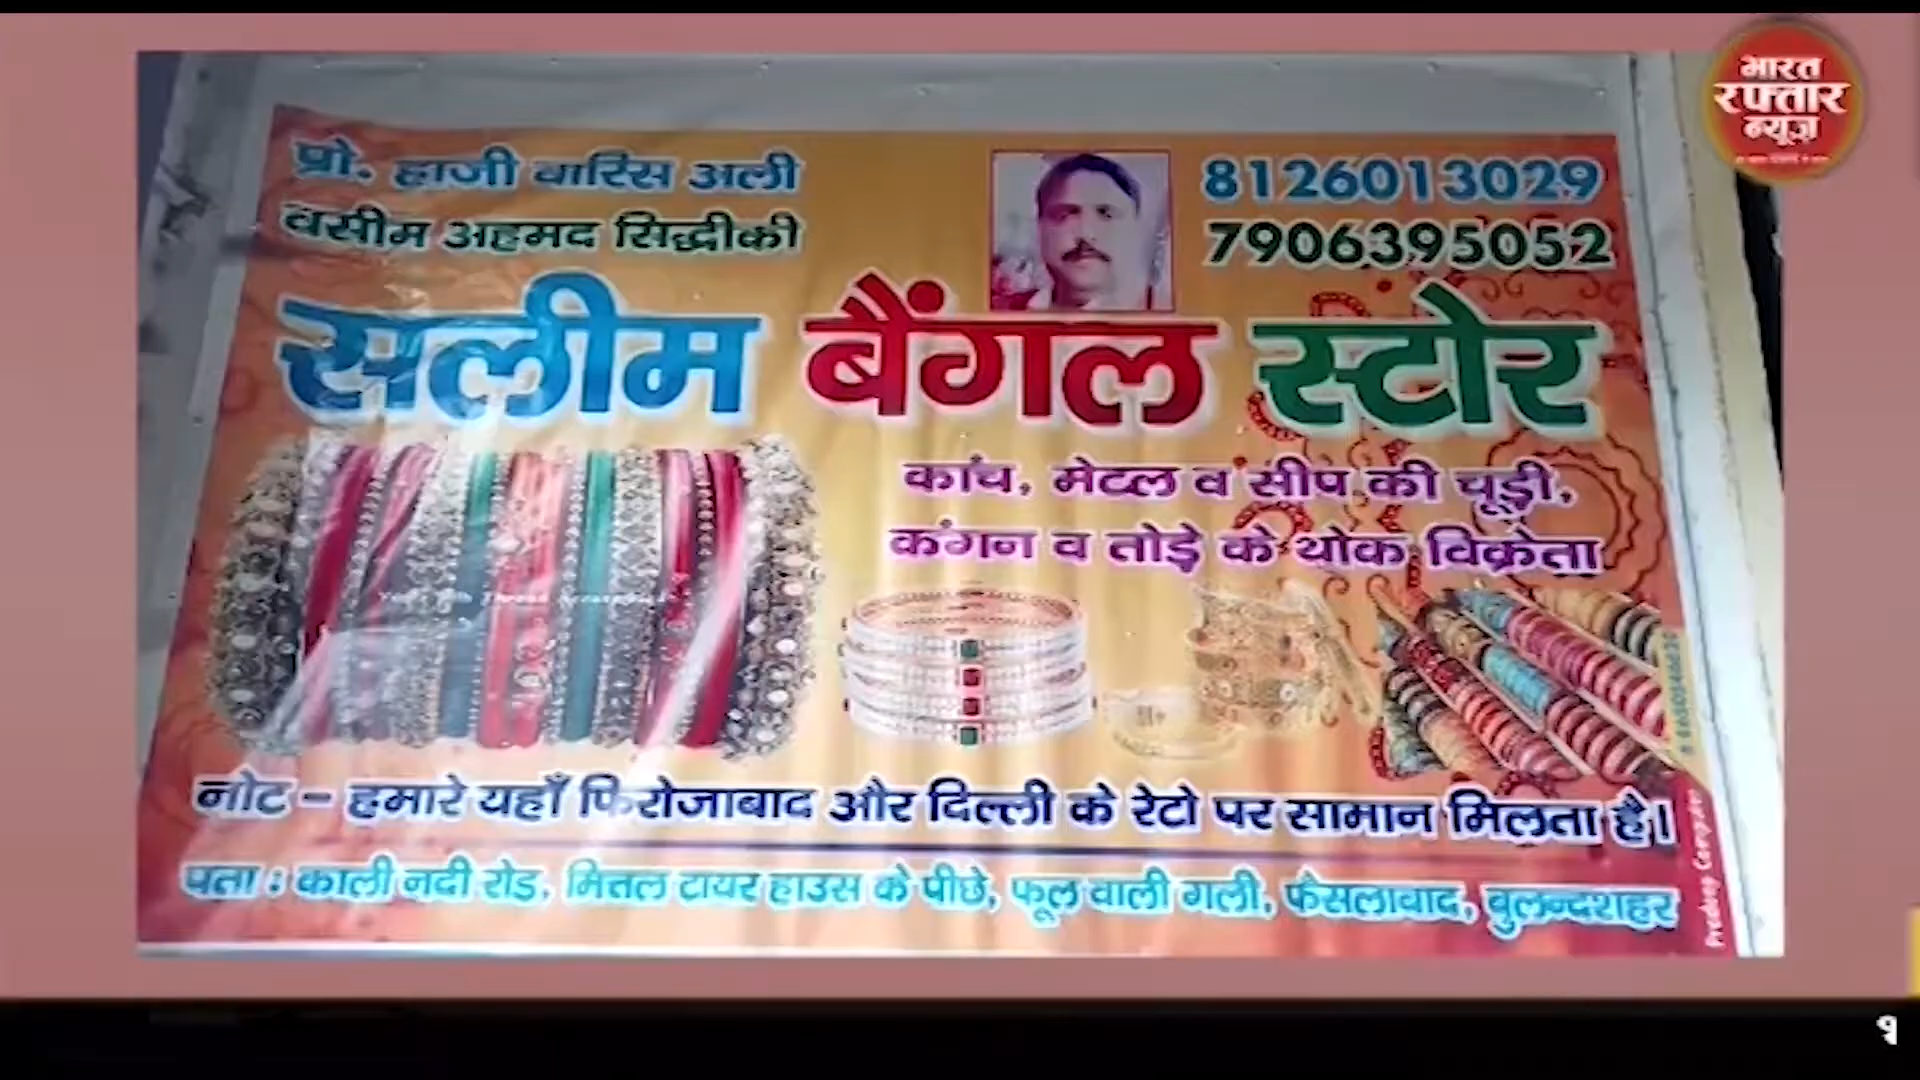 भारत
रफ्तार
न्यूज़
प्रो. हाजी वारिस अली
8126013029
वसीम अहमद सिद्दीकी
7906395052
सलीम बैंगल स्टोर
कांच, मेटल व सीप की चूड़ी,
कंगन व तोड़े के थोक विक्रेता
नोट – हमारे यहाँ फिरोजाबाद और दिल्ली के रेटो पर सामान मिलता है।
पता : काली नदी रोड, मित्तल टायर हाउस के पीछे, फूल वाली गली, फैसलाबाद, बुलन्दशहर